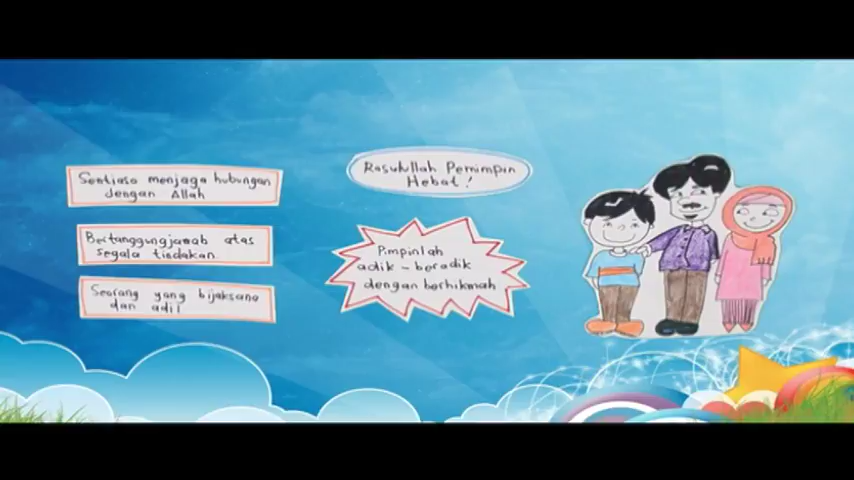 Sentiasa menjaga hubungan
dengan Allah
Bertanggungjawab atas
segala tindakan.
Seorang yang bijaksana
dan adil
Rasulullah Pemimpin
Hebat!
Pimpinlah
adik-beradik
dengan berhikmah